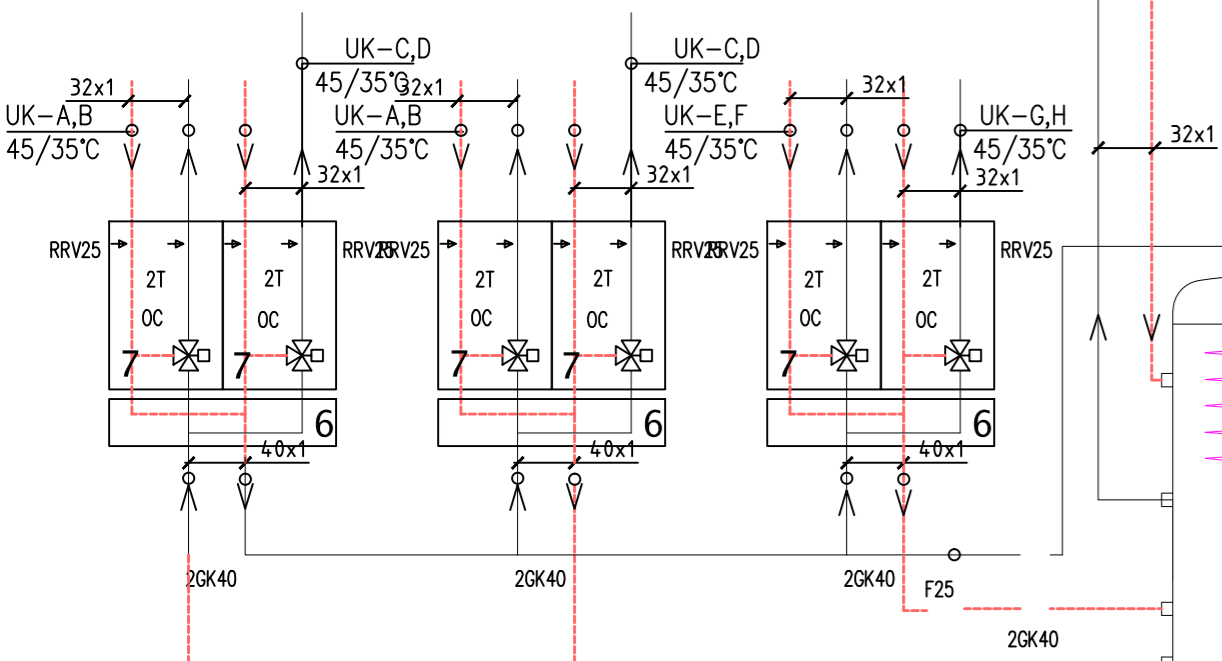 UK-C,D
45/35°C
UK-C,D
45/35°C
32x1
32x1
32x1
UK-A,B
45/35°C
UK-A,B
45/35°C
UK-E,F
45/35°C
UK-G,H
45/35°C
32x1
32x1
32x1
32x1
RRV25
RRV25
RRV25
RRV25
RRV25
RRV25
2T
2T
2T
2T
2T
2T
OC
OC
OC
OC
OC
OC
7
7
7
7
7
7
6
6
6
40x1
40x1
40x1
2GK40
2GK40
2GK40
F25
2GK40